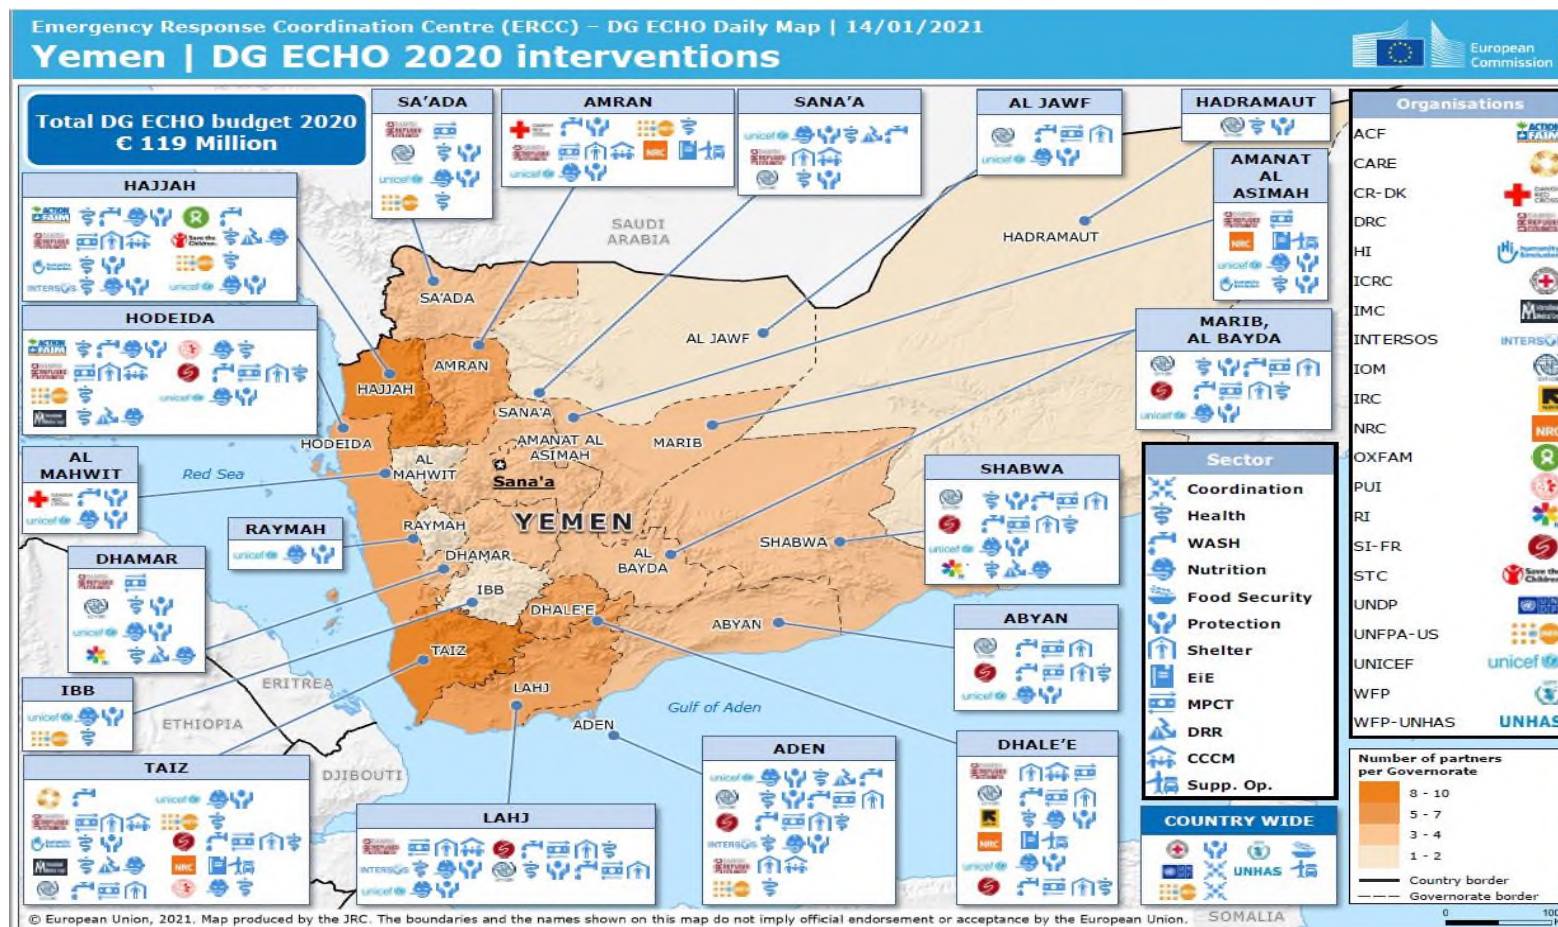 Emergency Response Coordination Centre (ERCC) – DG ECHO Daily Map | 14/01/2021
Yemen | DG ECHO 2020 interventions
European
Commission
Total DG ECHO budget 2020
€ 119 Million
SA'ADA
AMRAN
SANA'A
AL JAWF
HADRAMAUT
AMANAT
AL
ASIMAH
HAJJAH
HODEIDA
AL
MAHWIT
RAYMAH
DHAMAR
IBB
TAIZ
LAHJ
ADEN
DHALE'E
ABYAN
SHABWA
MARIB,
AL BAYDA
COUNTRY WIDE
UNHAS
SAUDI
ARABIA
HADRAMAUT
SA'ADA
AL JAWF
AMRAN
HAJJAH
SANA'A
HODEIDA
AMANAT AL
ASIMAH
MARIB
AL
MAHWIT
Red Sea
Sana'a
YEMEN
RAYMAH
DHAMAR
SHABWA
AL
BAYDA
IBB
DHALE'E
ABYAN
TAIZ
LAHJ
ERITREA
ETHIOPIA
Gulf of Aden
ADEN
DJIBOUTI
SOMALIA
Organisations
ACF
CARE
CR-DK
DRC
HI
ICRC
IMC
INTERSOS
IOM
IRC
NRC
OXFAM
PUI
RI
SI-FR
STC
UNDP
UNFPA-US
UNICEF
unicef
WFP
WFP-UNHAS
UNHAS
Sector
Coordination
Health
WASH
Nutrition
Food Security
Protection
Shelter
EiE
MPCT
DRR
CCCM
Supp. Op.
Number of partners
per Governorate
8 - 10
5 - 7
3 - 4
1 - 2
Country border
Governorate border
0
© European Union, 2021. Map produced by the JRC. The boundaries and the names shown on this map do not imply official endorsement or acceptance by the European Union.